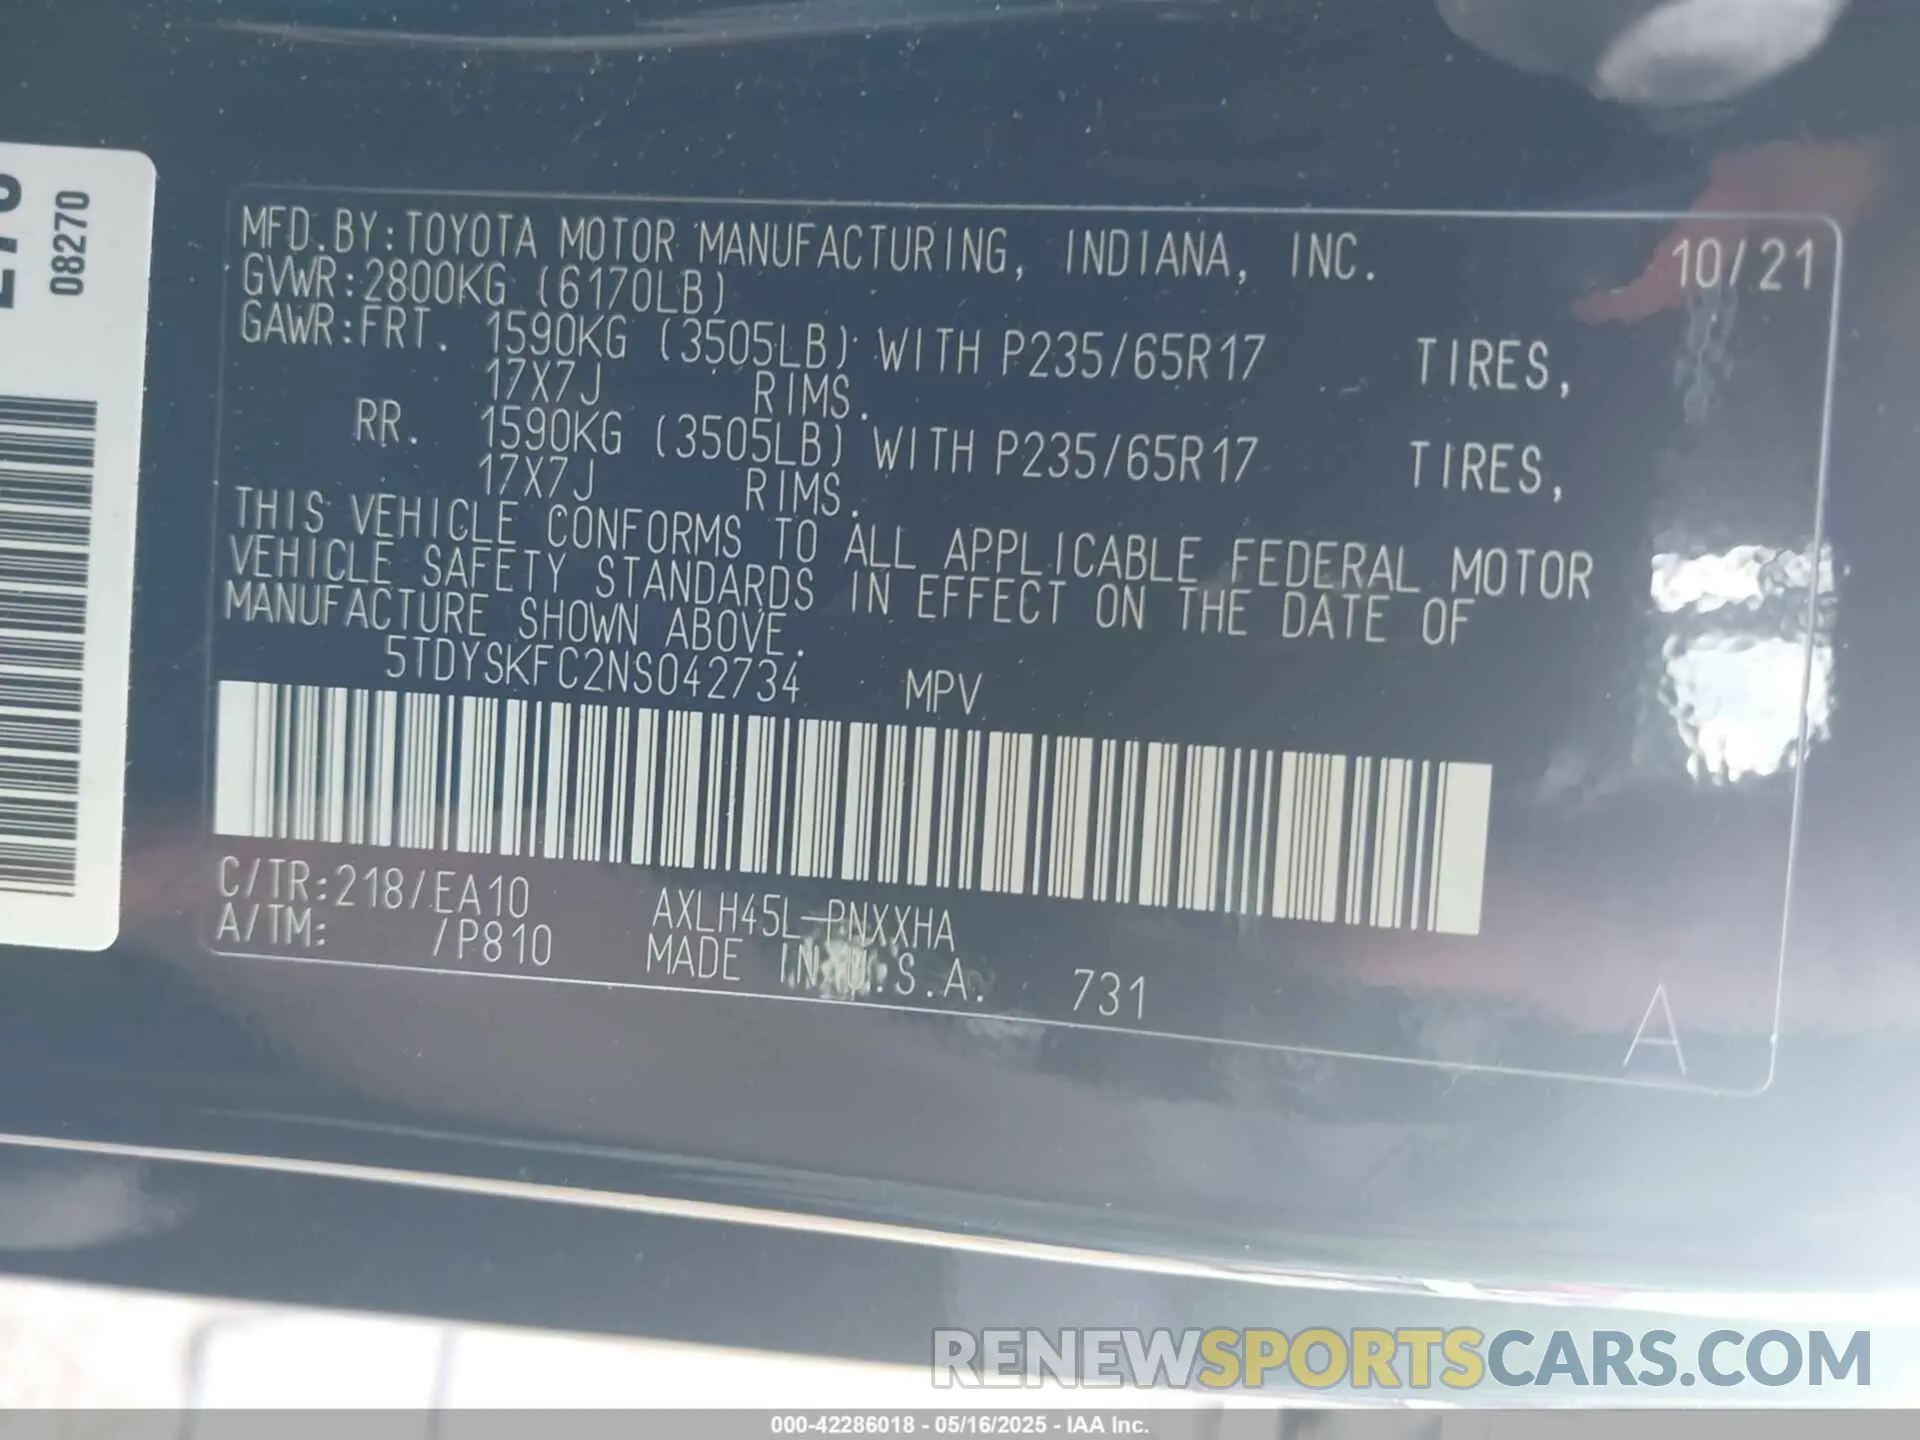 MFD.BY:TOYOTA MOTOR MANUFACTURING, INDIANA, INC. 10/21
GVWR:2800KG (6170LB)
GAWR:FRT. 1590KG (3505LB) WITH P235/65R17 TIRES,
17X7J RIMS.
RR. 1590KG (3505LB) WITH P235/65R17 TIRES,
17X7J RIMS.
THIS VEHICLE CONFORMS TO ALL APPLICABLE FEDERAL MOTOR
VEHICLE SAFETY STANDARDS IN EFFECT ON THE DATE OF
MANUFACTURE SHOWN ABOVE.
5TDYSKFC2NS042734 MPV
C/TR:218/EA10 AXLH45L-PNXXHA
A/TM: /P810 MADE IN U.S.A. 731
A
08270
RENEWSPORTSCARS.COM
000-42286018 - 05/16/2025 - IAA Inc.